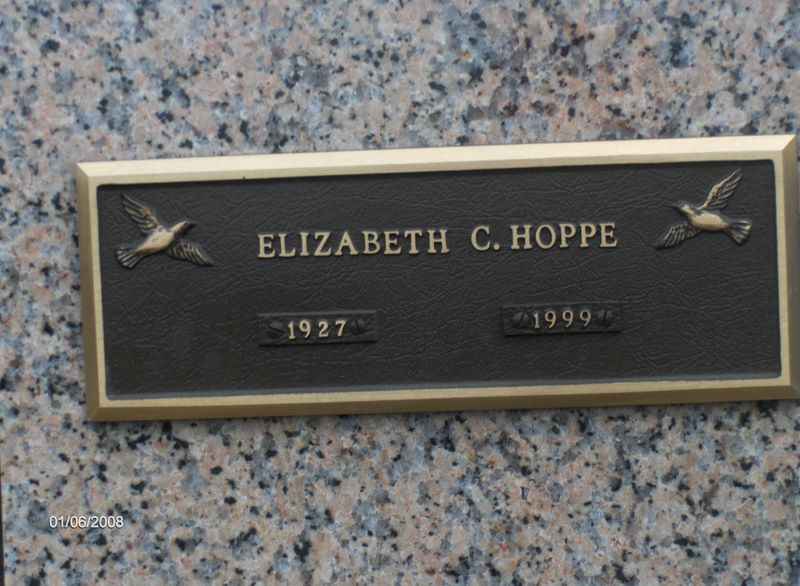 ELIZABETH C. HOPPE
1927 1999
01/06/2008